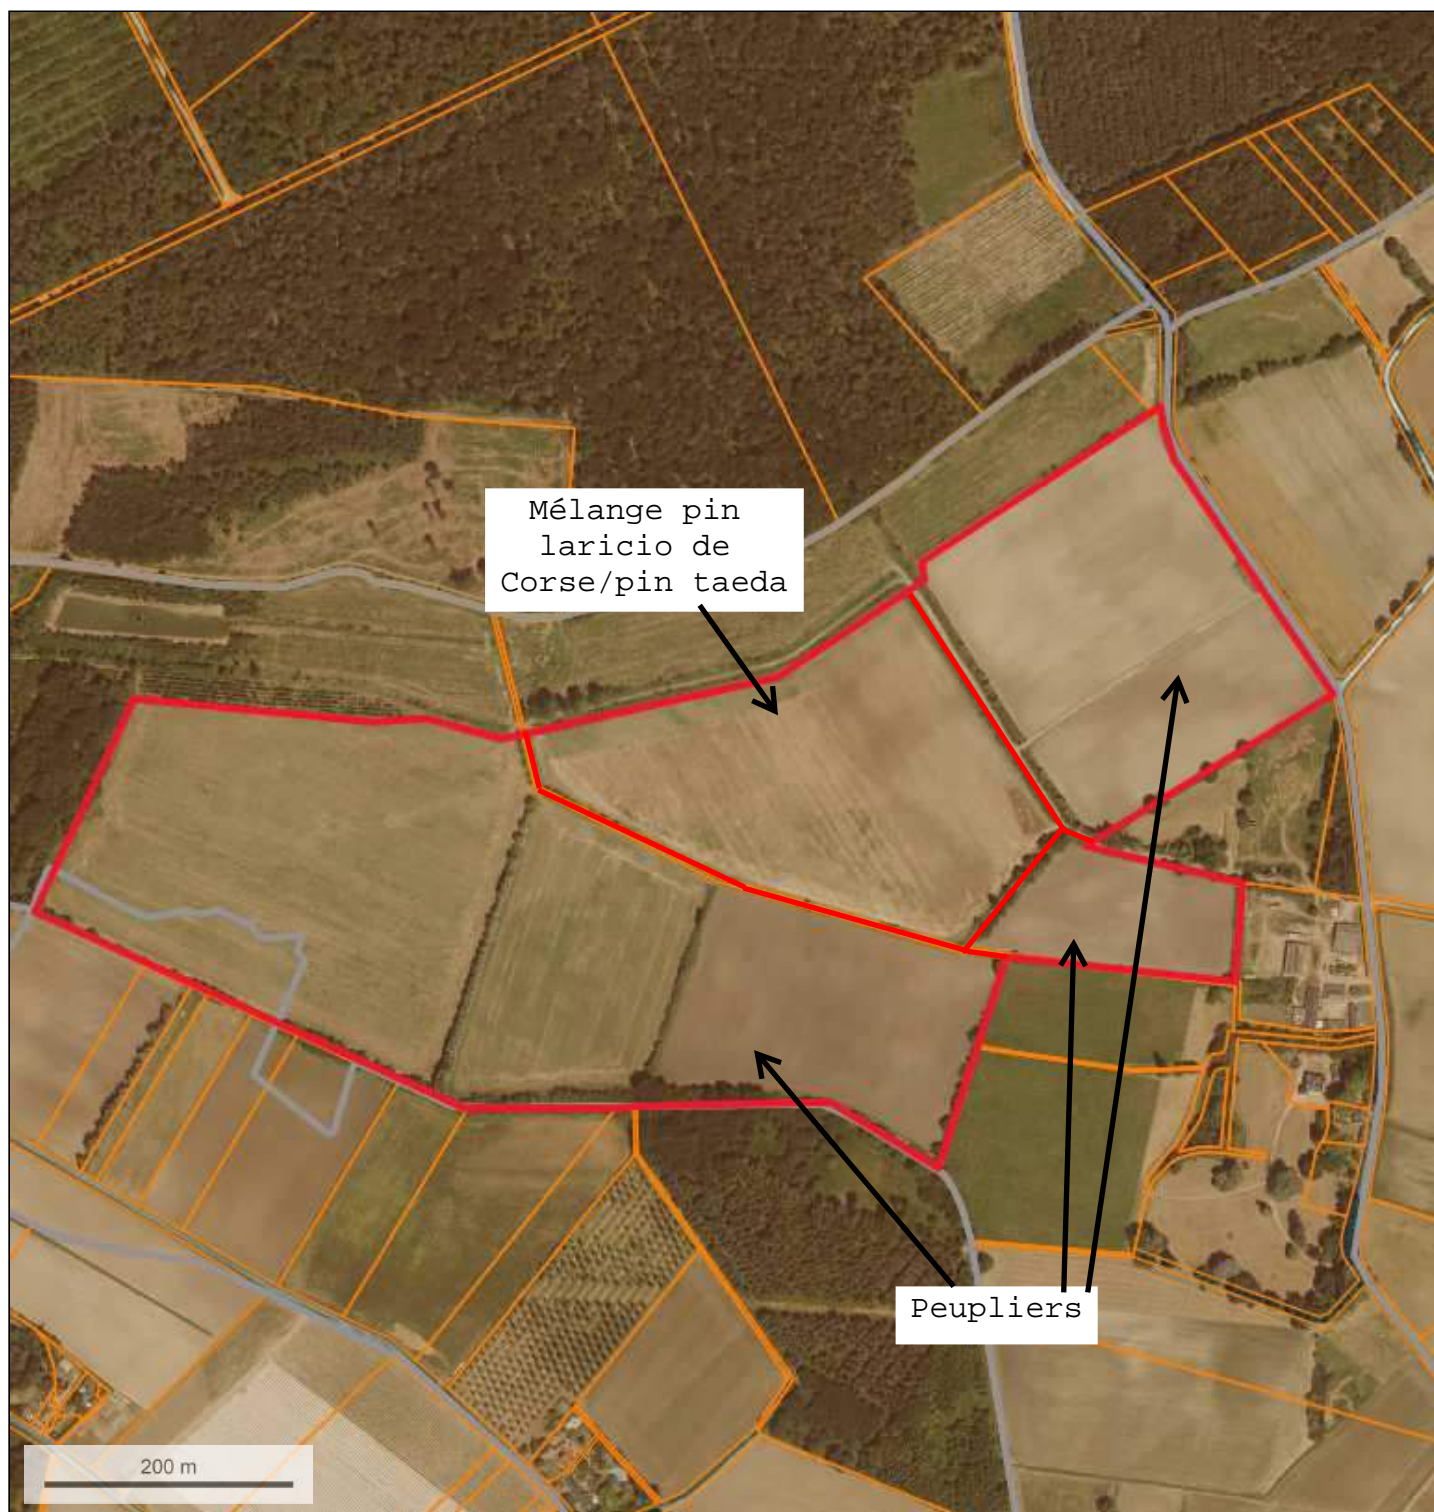 Mélange pin
laricio de
Corse/pin taeda
Peupliers
200 m